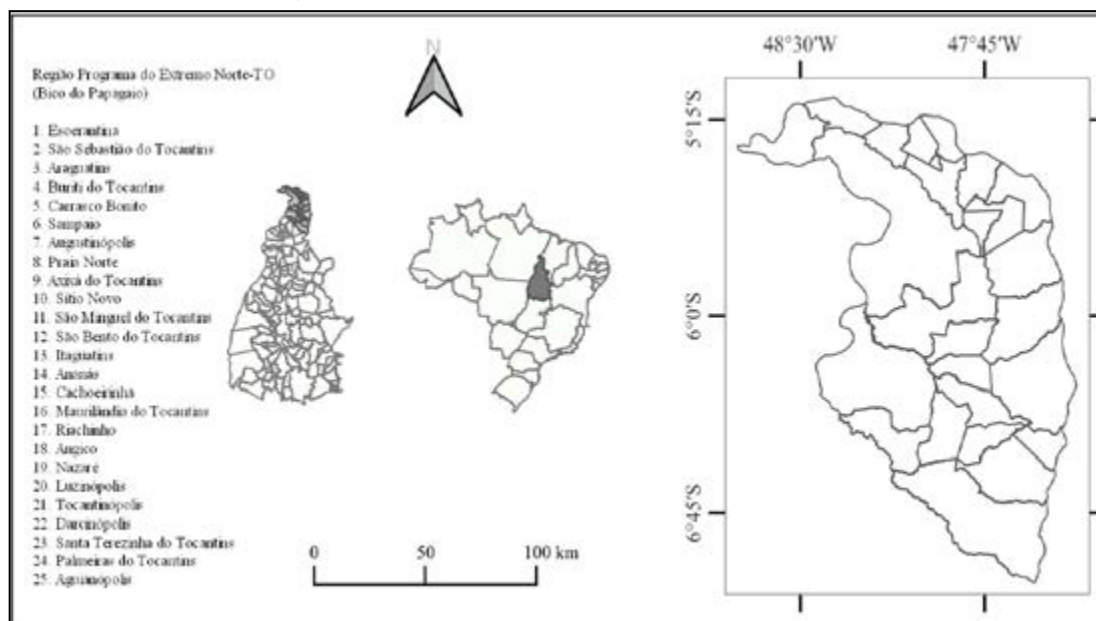 Região Programa do Extremo Norte-TO
(Bico do Papagaio)
1. Esperantina
2. São Sebastião do Tocantins
3. Araguatins
4. Buriti do Tocantins
5. Carrasco Bonito
6. Sampaio
7. Augustinópolis
8. Praia Norte
9. Axixá do Tocantins
10. Sítio Novo
11. São Minguel do Tocantins
12. São Bento do Tocantins
13. Itaguatins
14. Ananás
15. Cachoeirinha
16. Maurilândia do Tocantins
17. Riachinho
18. Angico
19. Nazaré
20. Luzinópolis
21. Tocantinópolis
22. Darcinópolis
23. Santa Terezinha do Tocantins
24. Palmeiras do Tocantins
25. Aguianópolis
N
0 50 100 km
48°30'W 47°45'W
5°15'S
6°0'S
6°45'S